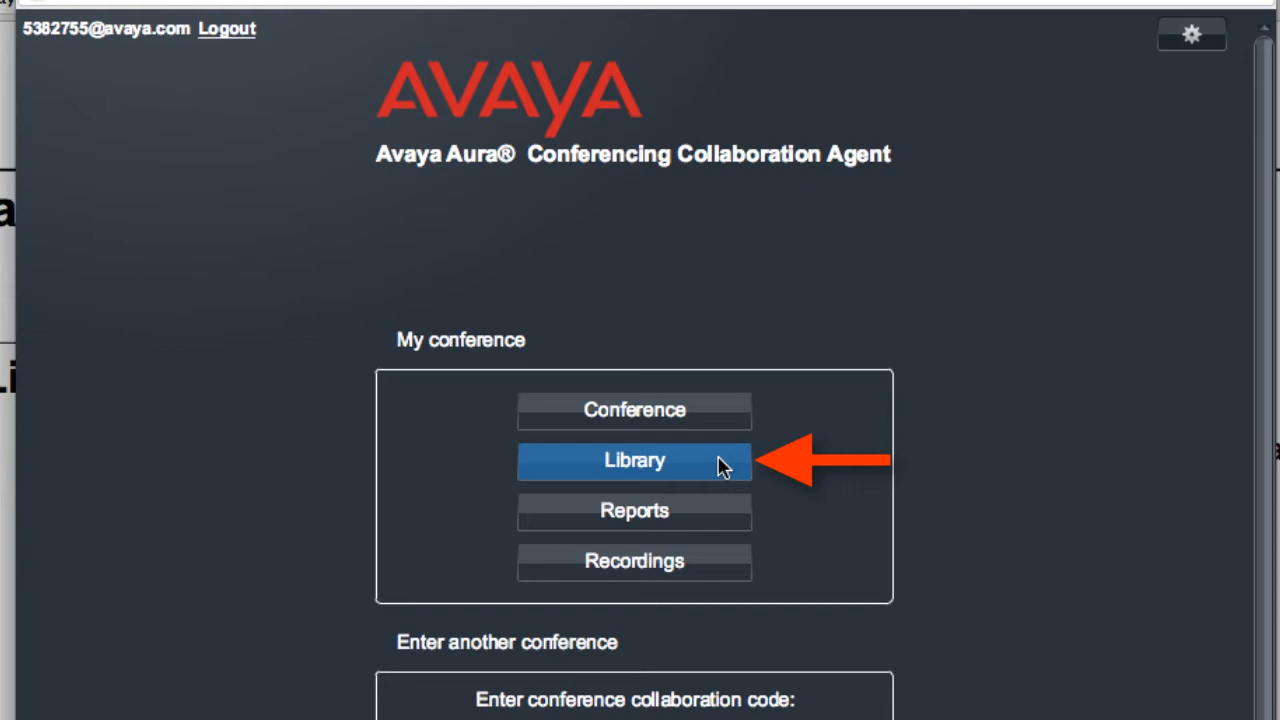 5382755@avaya.com Logout
AVAYA
Avaya Aura® Conferencing Collaboration Agent
My conference
Conference
Library
Reports
Recordings
Enter another conference
Enter conference collaboration code: